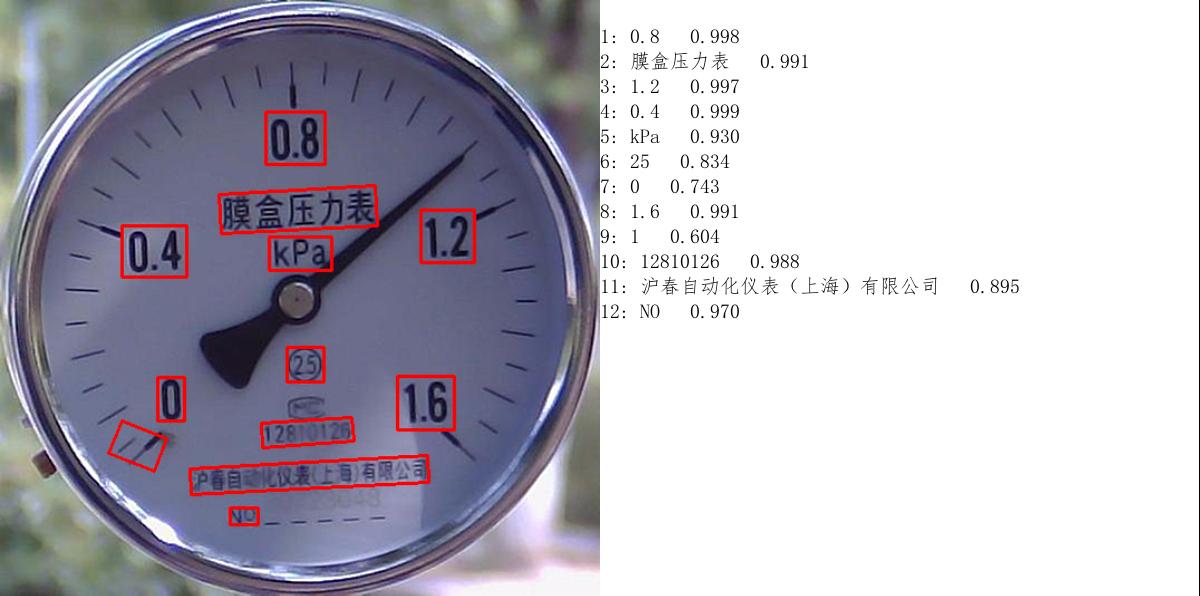 0.8
膜盒压力表
kPa
0.4
1.2
25
0
1.6
MC
12810126
沪春自动化仪表(上海)有限公司
NO
1: 0.8 0.998
2: 膜盒压力表 0.991
3: 1.2 0.997
4: 0.4 0.999
5: kPa 0.930
6: 25 0.834
7: 0 0.743
8: 1.6 0.991
9: 1 0.604
10: 12810126 0.988
11: 沪春自动化仪表（上海）有限公司 0.895
12: NO 0.970